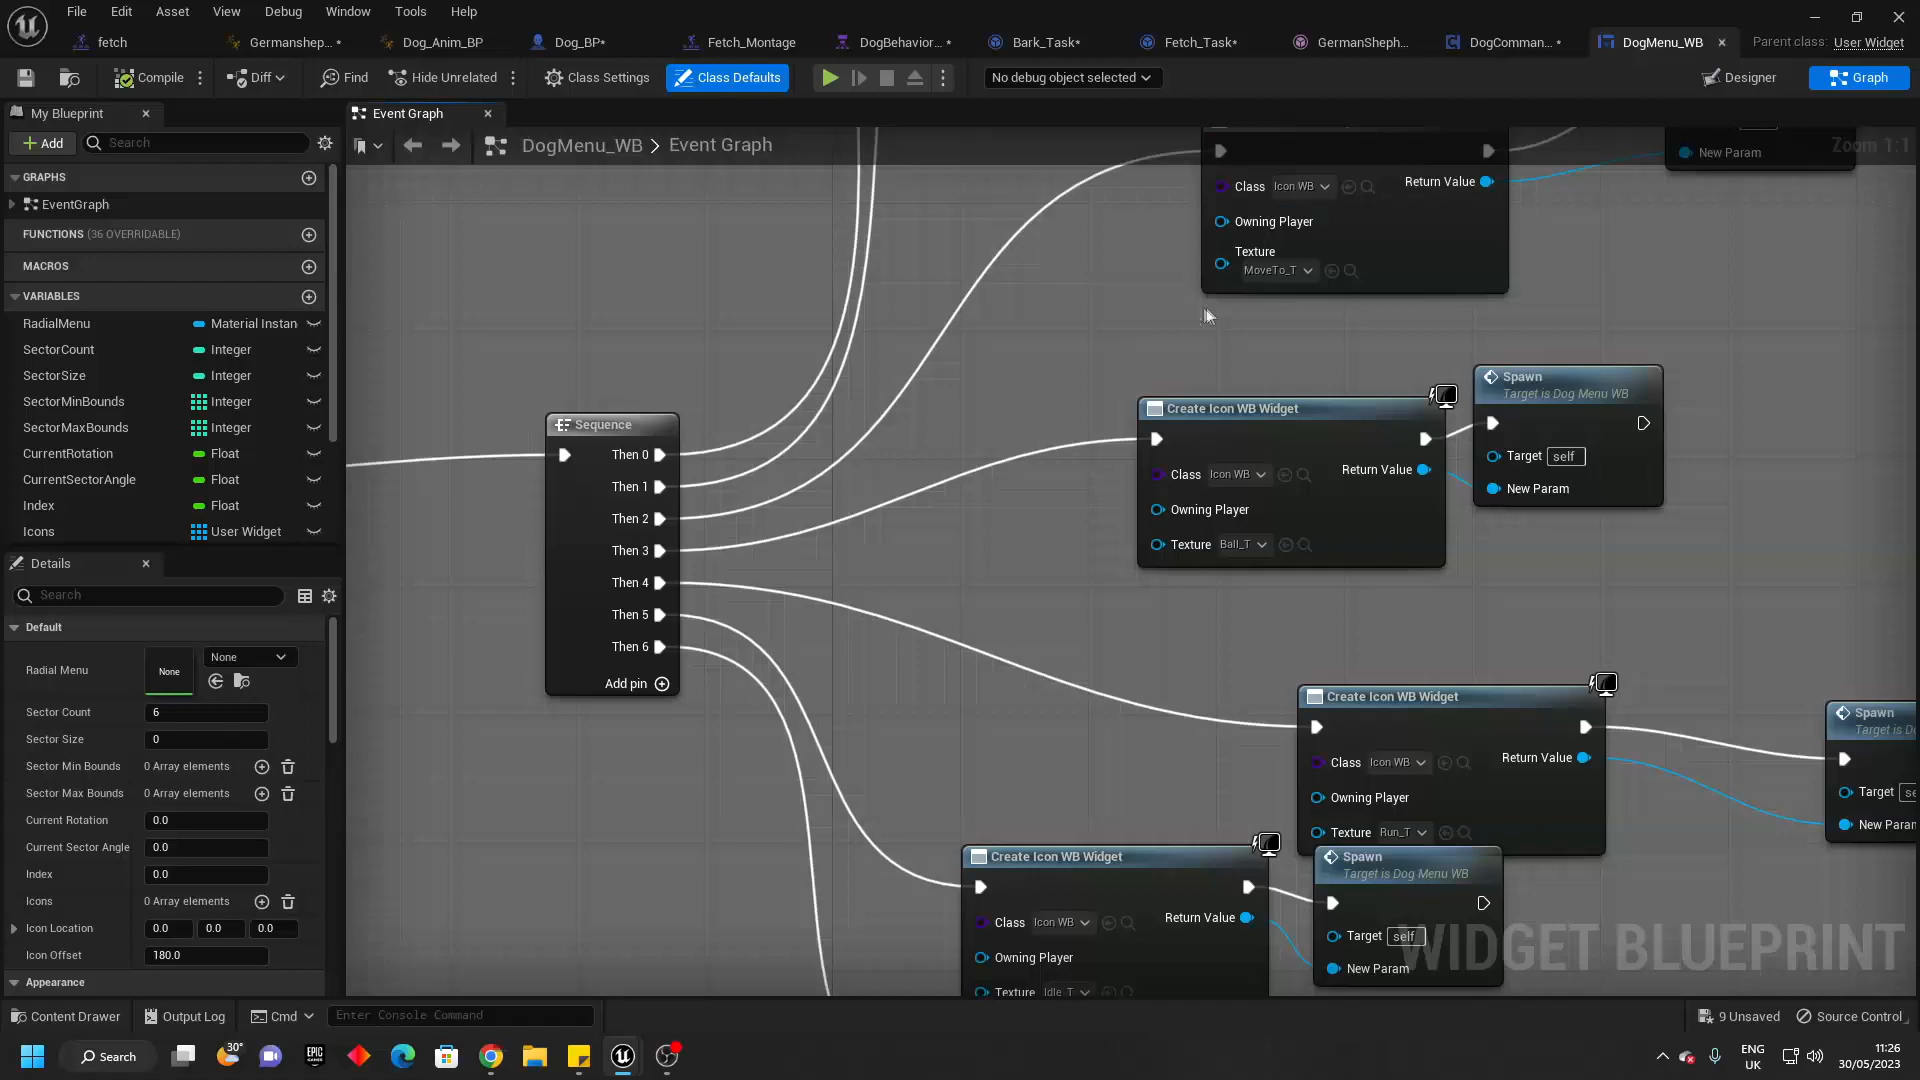 File Edit Asset View Debug Window Tools Help
fetch Germanshep... * Dog_Anim_BP Dog_BP* Fetch_Montage DogBehavior... * Bark_Task* Fetch_Task* GermanSheph... DogComman... * DogMenu_WB Parent class: User Widget
Compile Diff Find Hide Unrelated Class Settings Class Defaults No debug object selected Designer Graph
My Blueprint Event Graph
Add Search DogMenu_WB > Event Graph Zoom 1:1
GRAPHS
EventGraph
FUNCTIONS (36 OVERRIDABLE)
MACROS
VARIABLES
RadialMenu Material Instan
SectorCount Integer
SectorSize Integer
SectorMinBounds Integer
SectorMaxBounds Integer
CurrentRotation Float
CurrentSectorAngle Float
Index Float
Icons User Widget
Details
Search
Default
Radial Menu None None
Sector Count 6
Sector Size 0
Sector Min Bounds 0 Array elements
Sector Max Bounds 0 Array elements
Current Rotation 0.0
Current Sector Angle 0.0
Index 0.0
Icons 0 Array elements
Icon Location 0.0 0.0 0.0
Icon Offset 180.0
Appearance
Sequence
Then 0
Then 1
Then 2
Then 3
Then 4
Then 5
Then 6
Add pin
Class Icon WB Return Value
Owning Player
Texture
MoveTo_T
New Param
Create Icon WB Widget
Class Icon WB Return Value
Owning Player
Texture Ball_T
Spawn
Target is Dog Menu WB
Target self
New Param
Create Icon WB Widget
Class Icon WB Return Value
Owning Player
Texture Run_T
Spawn
Target is D
Target se
New Param
Create Icon WB Widget
Class Icon WB Return Value
Owning Player
Texture Idle_T
Spawn
Target is Dog Menu WB
Target self
New Param
WIDGET BLUEPRINT
Content Drawer Output Log Cmd Enter Console Command 9 Unsaved Source Control
30° Search EPIC GAMES ENG UK 11:26 30/05/2023